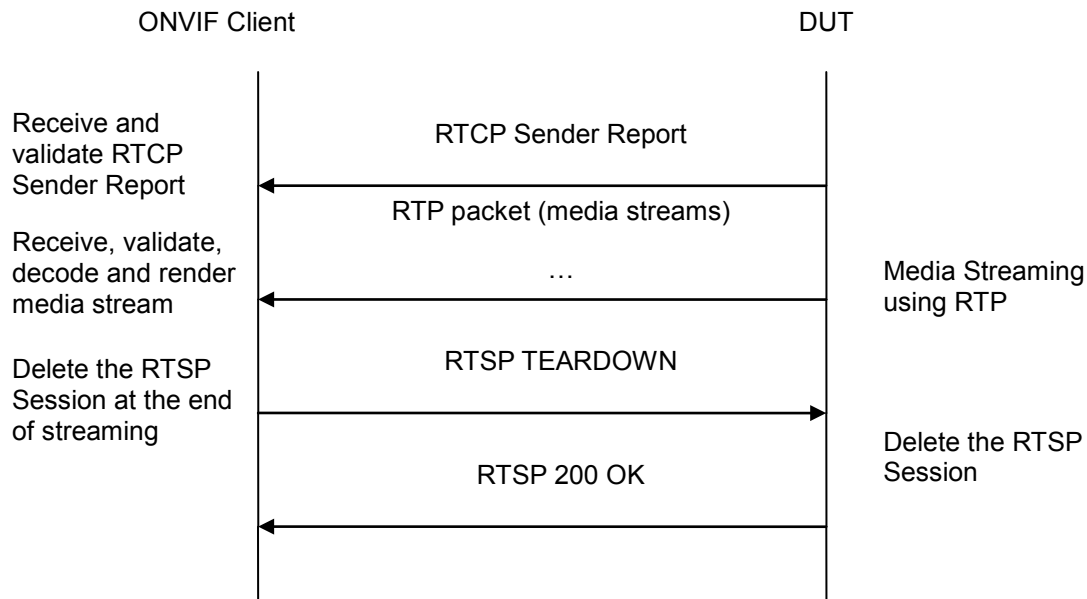 ONVIF Client
DUT
Receive and
validate RTCP
Sender Report
RTCP Sender Report
RTP packet (media streams)
Receive, validate,
decode and render
media stream
…
Media Streaming
using RTP
RTSP TEARDOWN
Delete the RTSP
Session at the end
of streaming
Delete the RTSP
Session
RTSP 200 OK